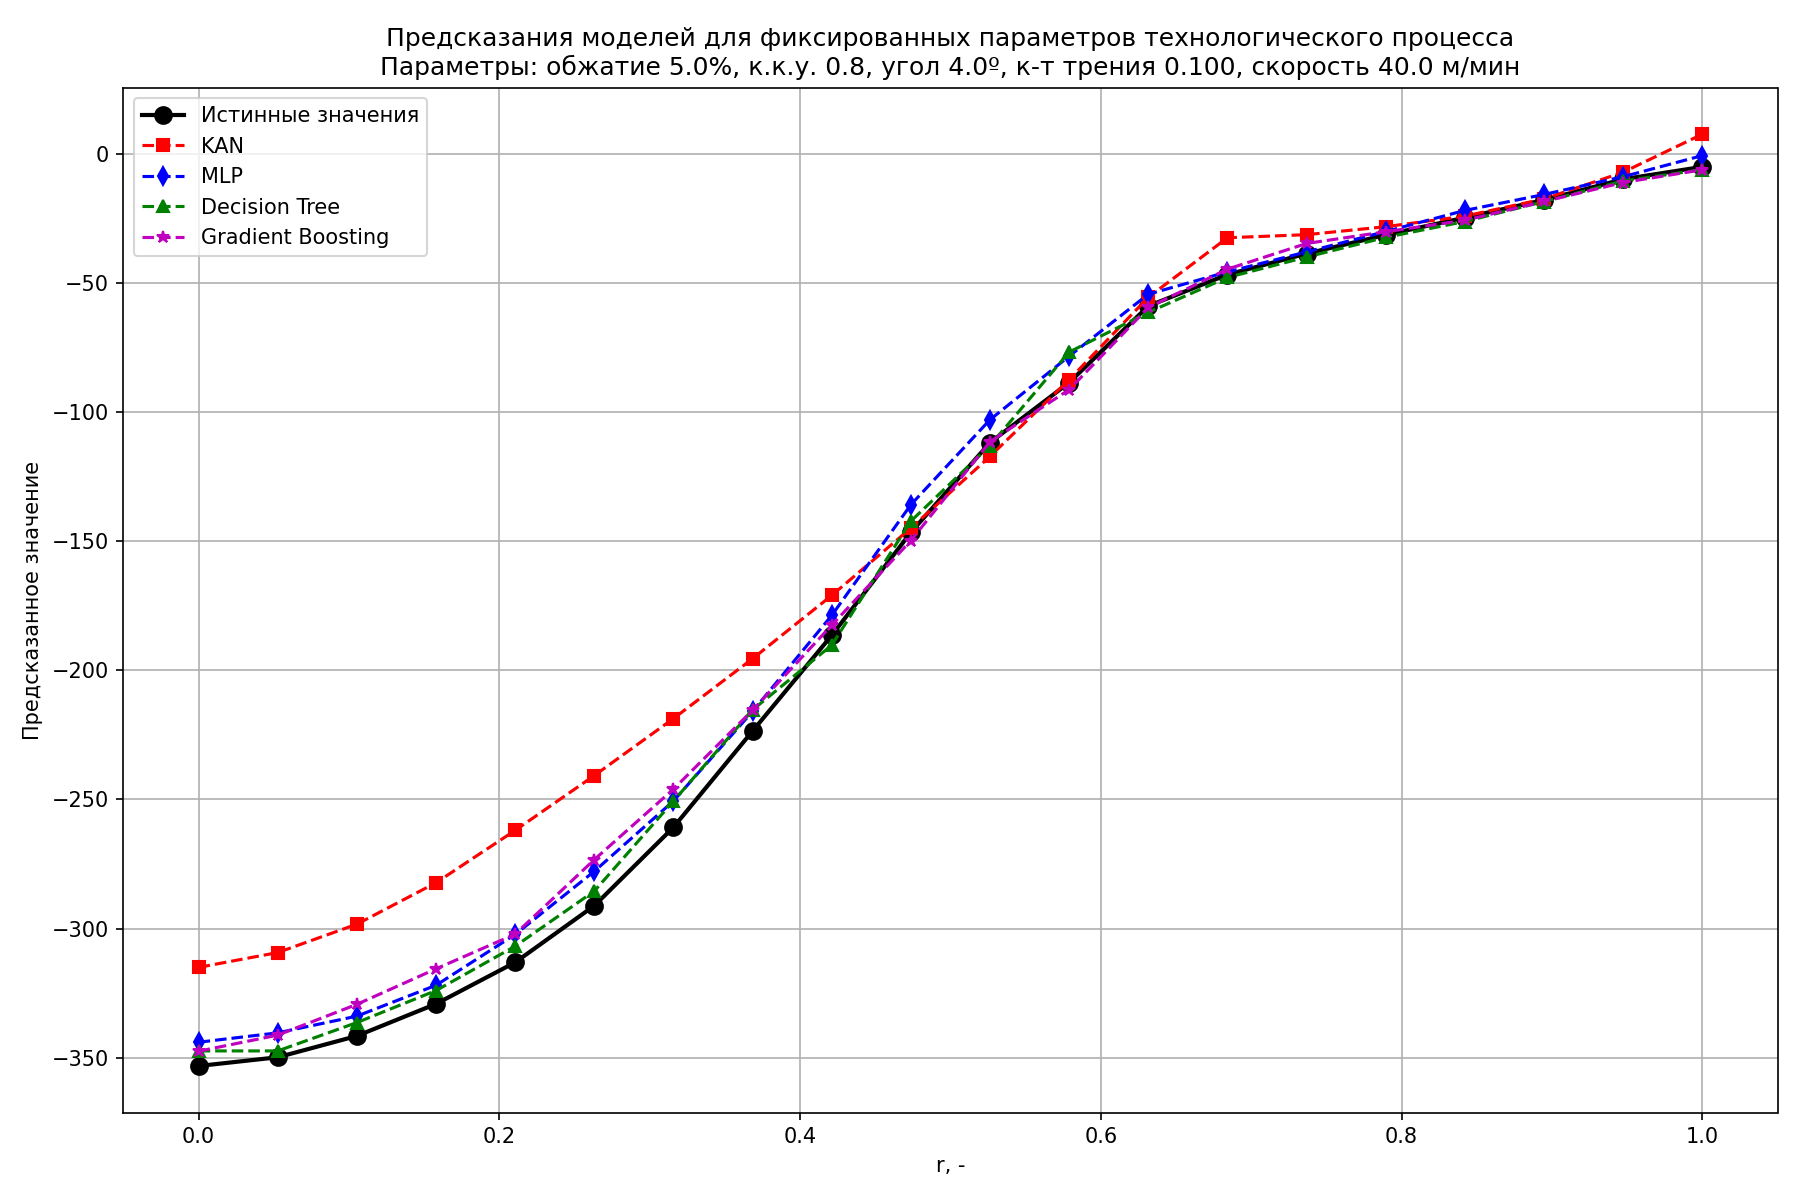 Предсказания моделей для фиксированных параметров технологического процесса
Параметры: обжатие 5.0%, к.к.у. 0.8, угол 4.0º, к-т трения 0.100, скорость 40.0 м/мин
Истинные значения
KAN
MLP
Decision Tree
Gradient Boosting
Предсказанное значение
0
−50
−100
−150
−200
−250
−300
−350
0.0 0.2 0.4 0.6 0.8 1.0
r, -